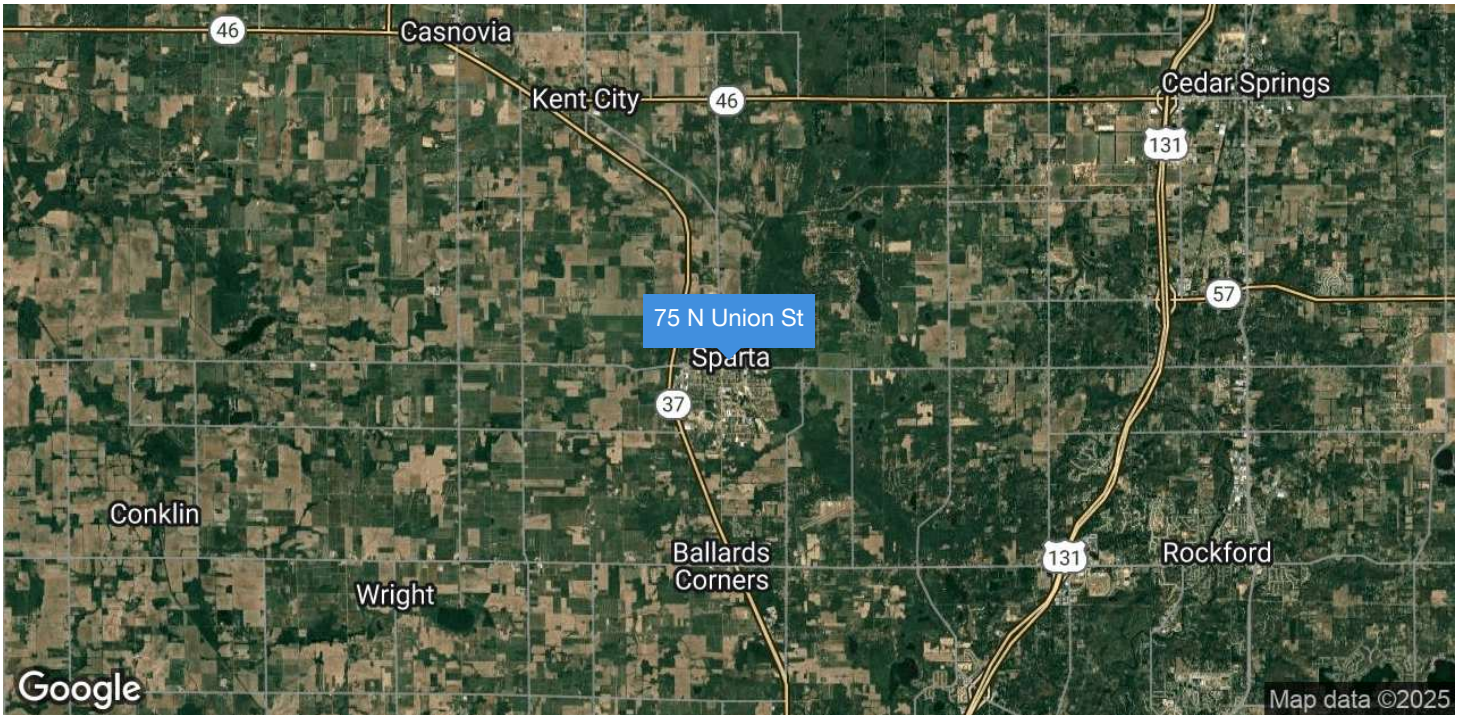 46
Casnovia
Kent City
46
Cedar Springs
131
57
75 N Union St
Sparta
37
Conklin
Ballards
Corners
131
Rockford
Wright
Google
Map data ©2025